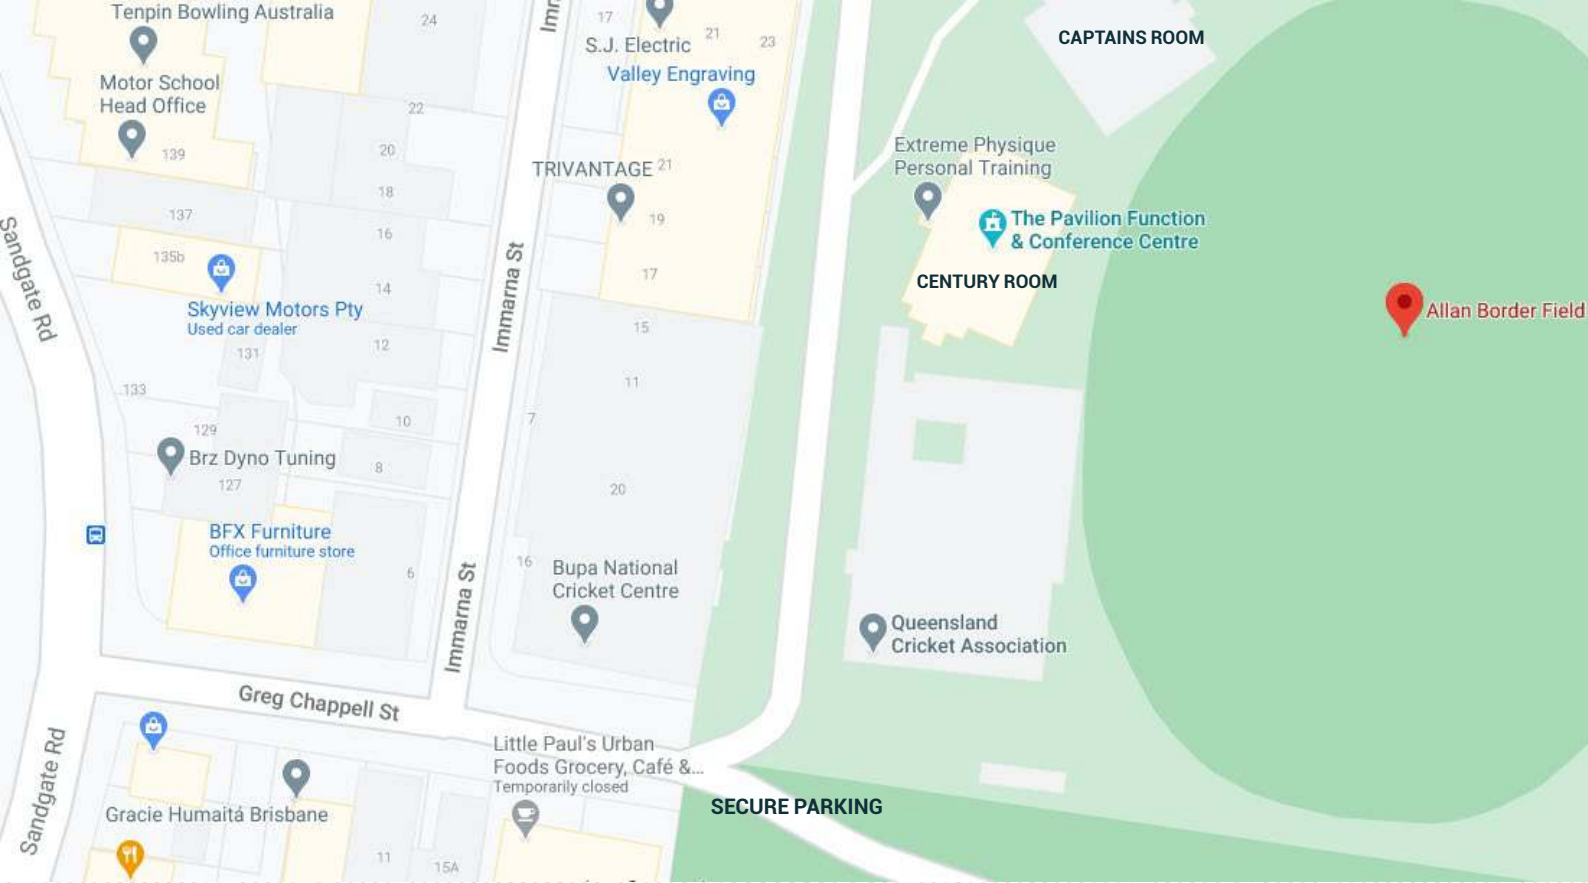 Tenpin Bowling Australia
24
Imr
17
S.J. Electric
21
23
CAPTAINS ROOM
Valley Engraving
Motor School
Head Office
139
22
20
18
TRIVANTAGE
21
19
17
Extreme Physique
Personal Training
The Pavilion Function
& Conference Centre
CENTURY ROOM
137
135b
16
14
Skyview Motors Pty
Used car dealer
131
12
Sandgate Rd
Immarna St
15
11
Allan Border Field
133
129
10
7
Brz Dyno Tuning
127
8
20
BFX Furniture
Office furniture store
6
16
Bupa National
Cricket Centre
Immarna St
Queensland
Cricket Association
Greg Chappell St
Sandgate Rd
Little Paul's Urban
Foods Grocery, Café &...
Temporarily closed
SECURE PARKING
Gracie Humaitá Brisbane
11
15A